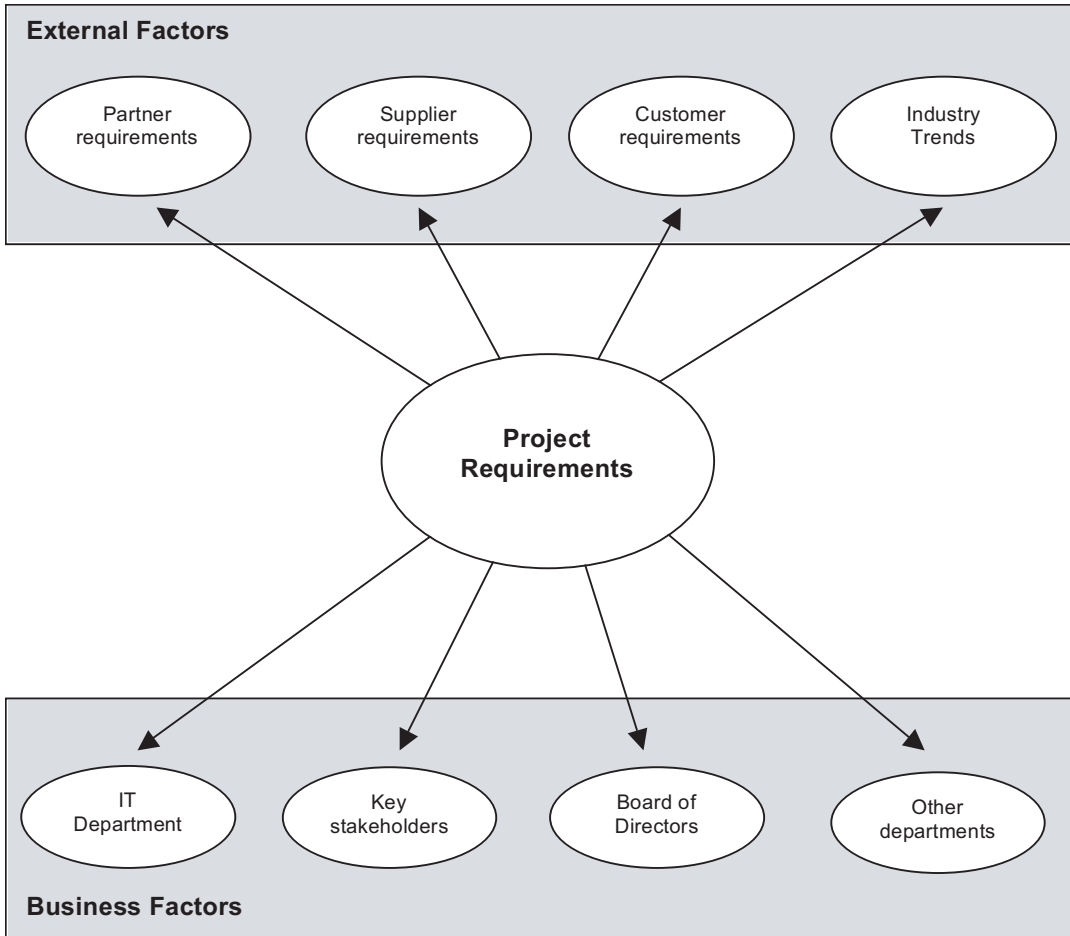 External Factors
Partner
requirements
Supplier
requirements
Customer
requirements
Industry
Trends
Project
Requirements
IT
Department
Key
stakeholders
Board of
Directors
Other
departments
Business Factors